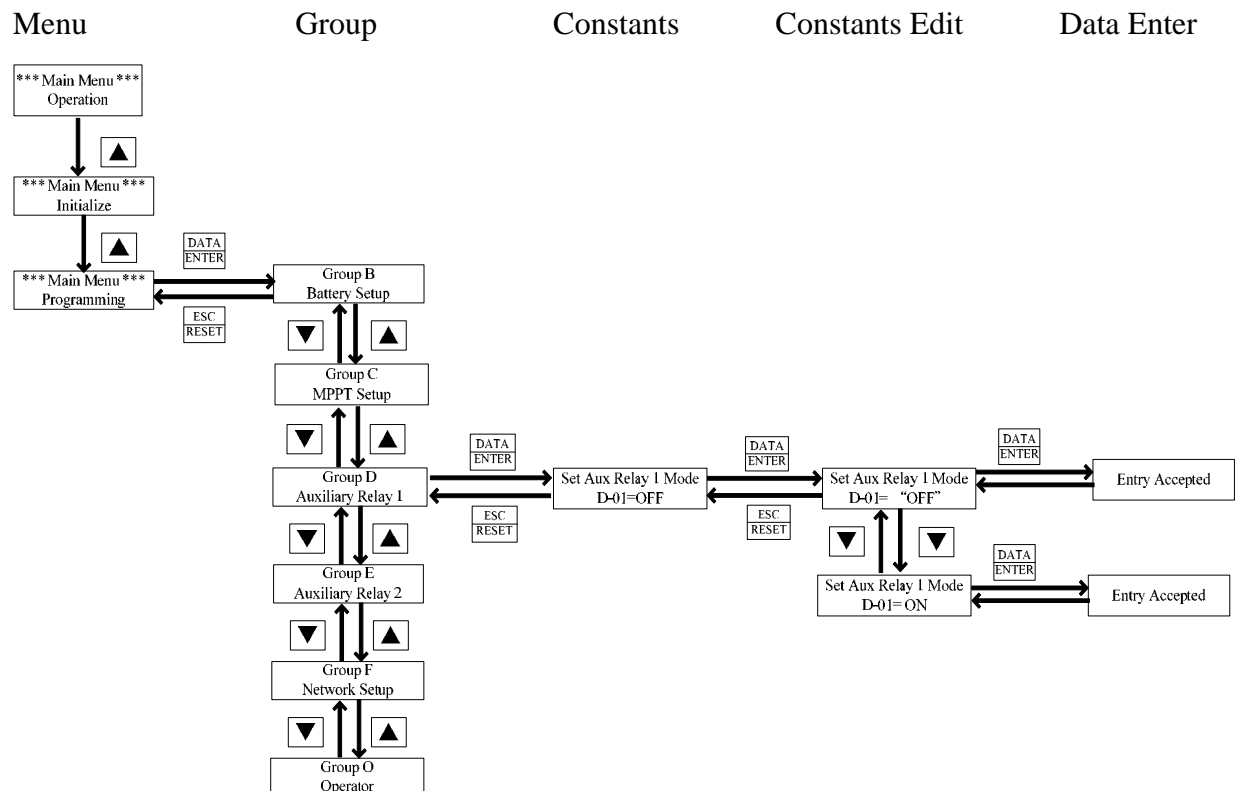 Menu Group Constants Constants Edit Data Enter
*** Main Menu ***
Operation
*** Main Menu ***
Initialize
*** Main Menu ***
Programming
DATA
ENTER
ESC
RESET
Group B
Battery Setup
Group C
MPPT Setup
Group D
Auxiliary Relay 1
Group E
Auxiliary Relay 2
Group F
Network Setup
Group O
Operator
DATA
ENTER
ESC
RESET
Set Aux Relay 1 Mode
D-01=OFF
DATA
ENTER
ESC
RESET
Set Aux Relay 1 Mode
D-01= “OFF”
Set Aux Relay 1 Mode
D-01=ON
DATA
ENTER
Entry Accepted
DATA
ENTER
Entry Accepted